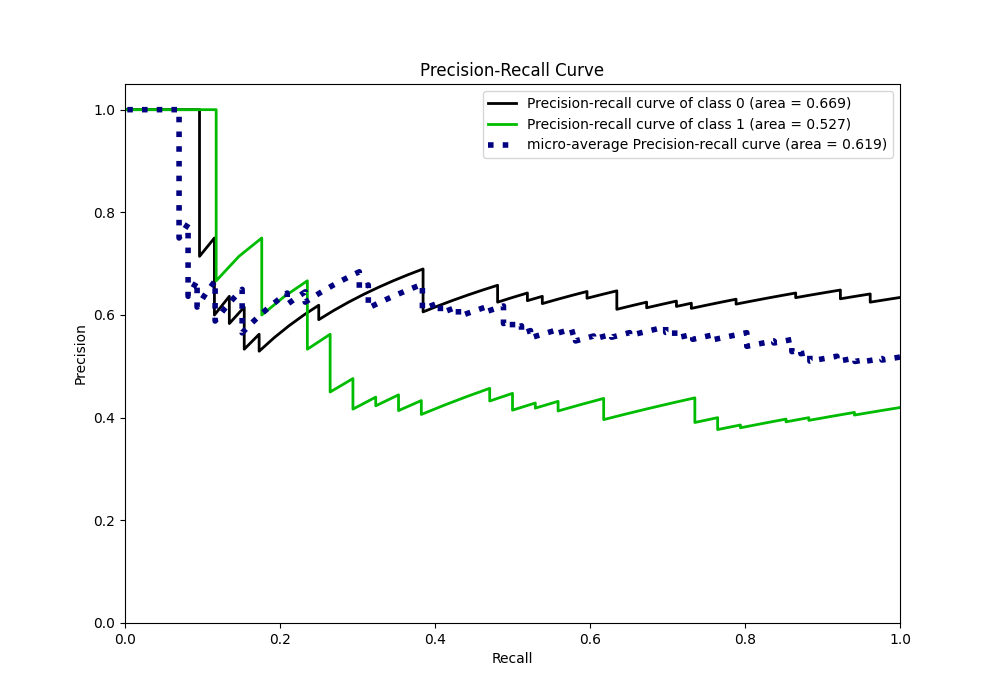 Precision-Recall Curve
Precision-recall curve of class 0 (area = 0.669)
Precision-recall curve of class 1 (area = 0.527)
micro-average Precision-recall curve (area = 0.619)
1.0
0.8
0.6
0.4
0.2
0.0
Precision
0.0 0.2 0.4 0.6 0.8 1.0
Recall